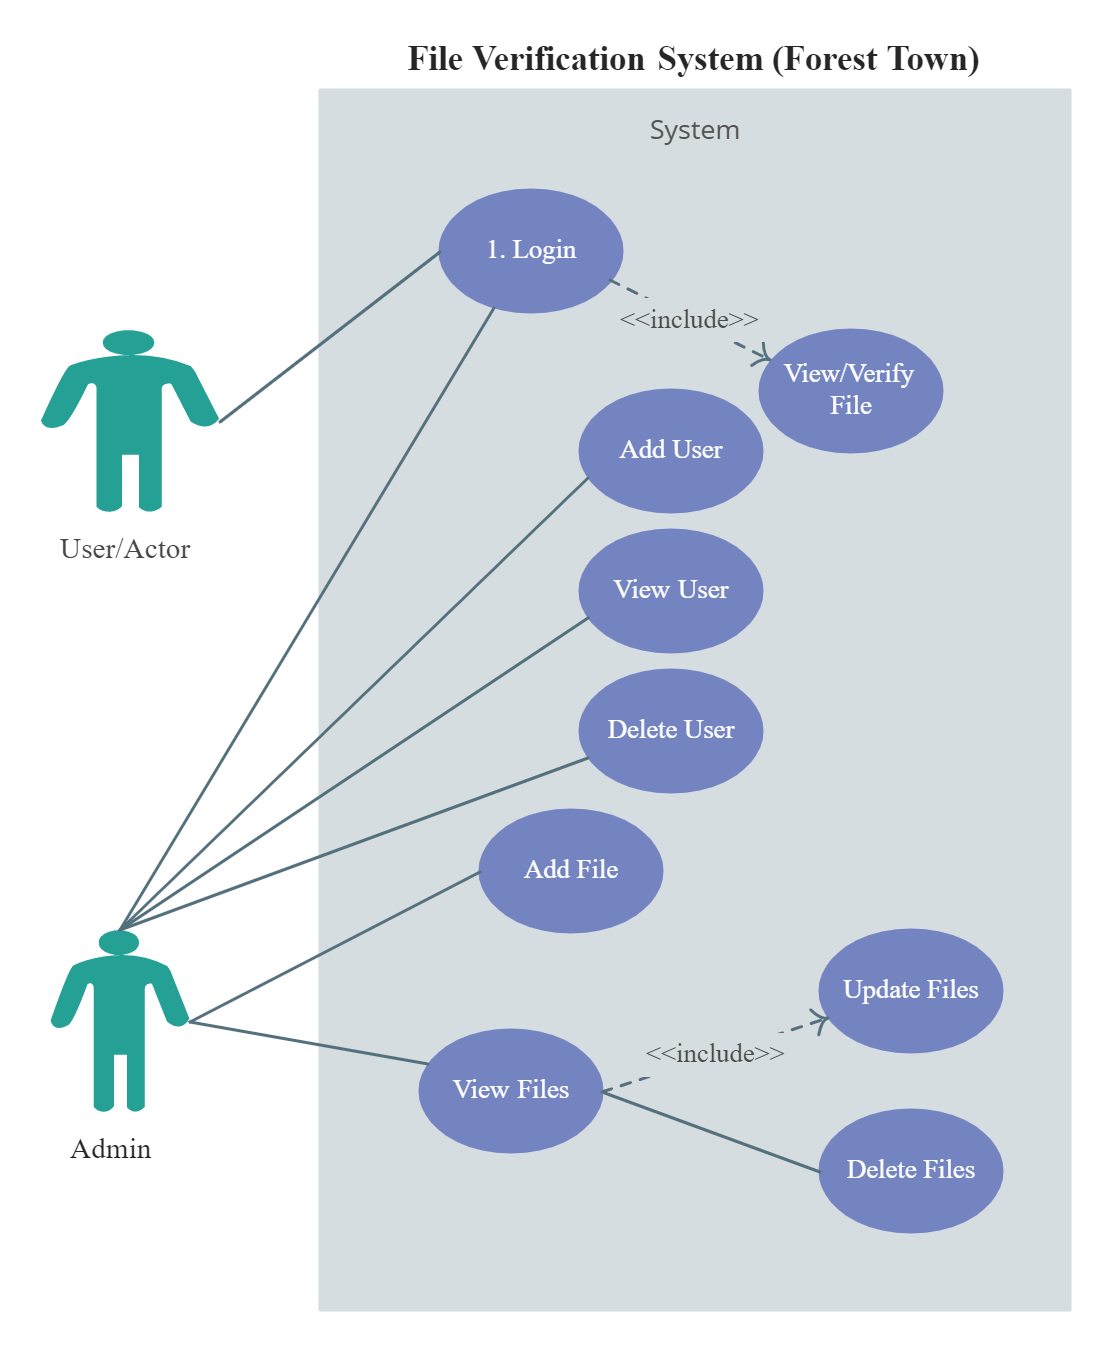 File Verification System (Forest Town)
System
1. Login
<<include>>
View/Verify
File
Add User
User/Actor
View User
Delete User
Add File
Update Files
<<include>>
View Files
Admin
Delete Files